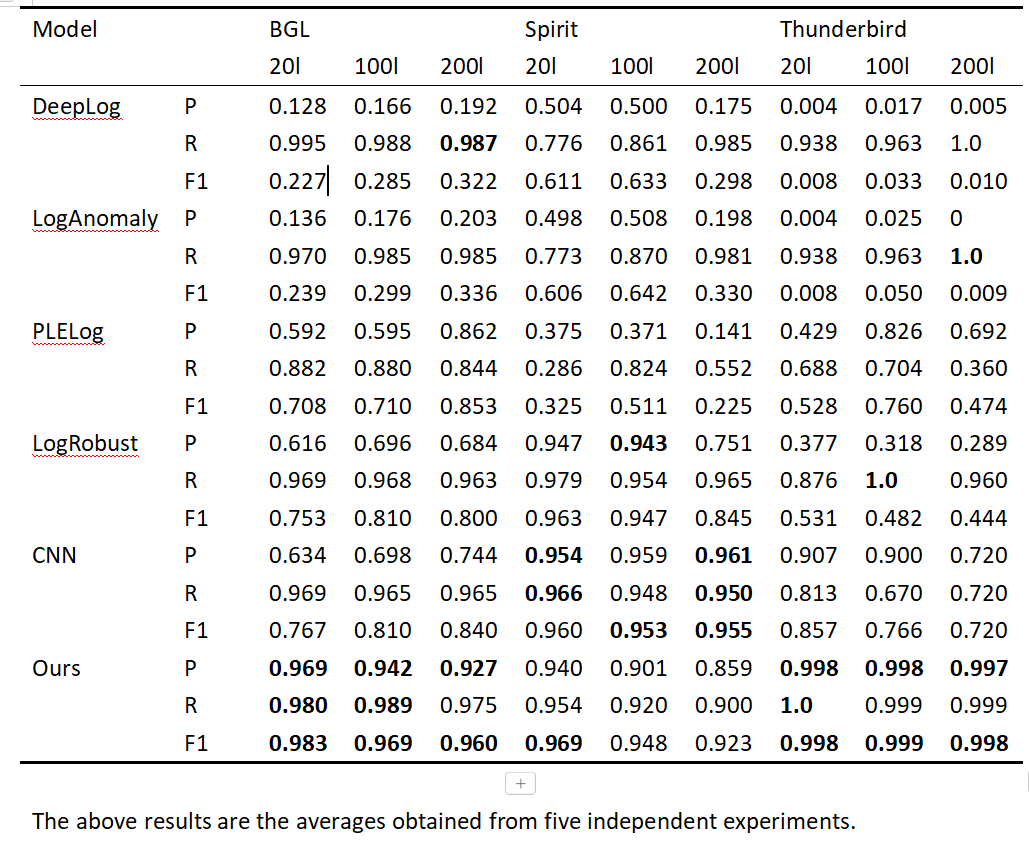 Model BGL Spirit Thunderbird
20l 100l 200l 20l 100l 200l 20l 100l 200l
DeepLog P 0.128 0.166 0.192 0.504 0.500 0.175 0.004 0.017 0.005
R 0.995 0.988 0.987 0.776 0.861 0.985 0.938 0.963 1.0
F1 0.227 0.285 0.322 0.611 0.633 0.298 0.008 0.033 0.010
LogAnomaly P 0.136 0.176 0.203 0.498 0.508 0.198 0.004 0.025 0
R 0.970 0.985 0.985 0.773 0.870 0.981 0.938 0.963 1.0
F1 0.239 0.299 0.336 0.606 0.642 0.330 0.008 0.050 0.009
PLELog P 0.592 0.595 0.862 0.375 0.371 0.141 0.429 0.826 0.692
R 0.882 0.880 0.844 0.286 0.824 0.552 0.688 0.704 0.360
F1 0.708 0.710 0.853 0.325 0.511 0.225 0.528 0.760 0.474
LogRobust P 0.616 0.696 0.684 0.947 0.943 0.751 0.377 0.318 0.289
R 0.969 0.968 0.963 0.979 0.954 0.965 0.876 1.0 0.960
F1 0.753 0.810 0.800 0.963 0.947 0.845 0.531 0.482 0.444
CNN P 0.634 0.698 0.744 0.954 0.959 0.961 0.907 0.900 0.720
R 0.969 0.965 0.965 0.966 0.948 0.950 0.813 0.670 0.720
F1 0.767 0.810 0.840 0.960 0.953 0.955 0.857 0.766 0.720
Ours P 0.969 0.942 0.927 0.940 0.901 0.859 0.998 0.998 0.997
R 0.980 0.989 0.975 0.954 0.920 0.900 1.0 0.999 0.999
F1 0.983 0.969 0.960 0.969 0.948 0.923 0.998 0.999 0.998
+
The above results are the averages obtained from five independent experiments.